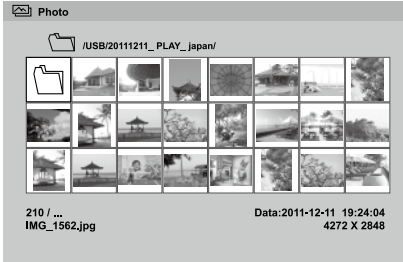 Photo
/USB/20111211_ PLAY_ japan/
210 / ...
Data:2011-12-11 19:24:04
IMG_1562.jpg
4272 X 2848